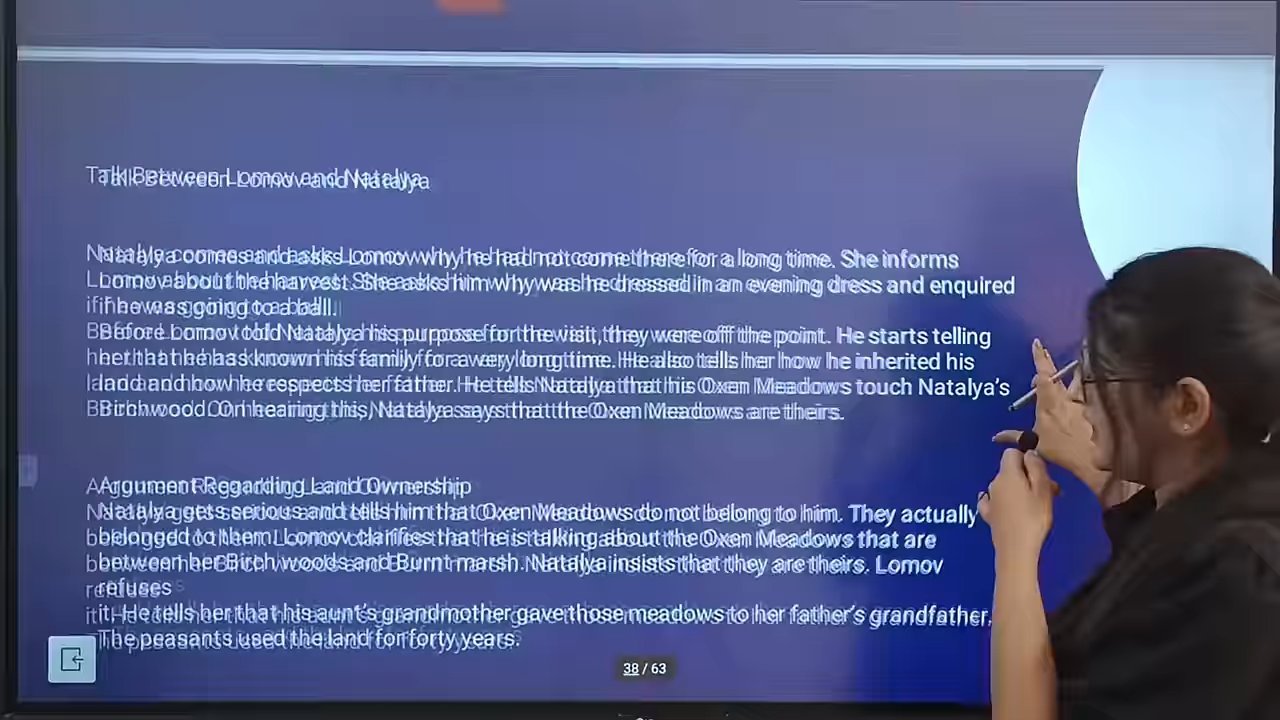 Talk Between Lomov and Natalya
Natalya comes and asks Lomov why he had not come there for a long time. She informs
Lomov about the harvest. She asks him why was he dressed in an evening dress and enquired
if he was going to a ball.
Before Lomov told Natalya his purpose for the visit, they were off the point. He starts telling
her that he has known his family for a very long time. He also tells her how he inherited his
land and how he respects her father. He tells Natalya that his Oxen Meadows touch Natalya's
Birchwood. On hearing this, Natalya says that the Oxen Meadows are theirs.
Argument Regarding Land Ownership
Natalya gets serious and tells him that Oxen Meadows do not belong to him. They actually
belonged to them. Lomov clarifies that he is talking about the Oxen Meadows that are
between her Birch woods and Burnt marsh. Natalya insists that they are theirs. Lomov
refuses
it. He tells her that his aunt's grandmother gave those meadows to her father's grandfather.
The peasants used the land for forty years.
38 / 63